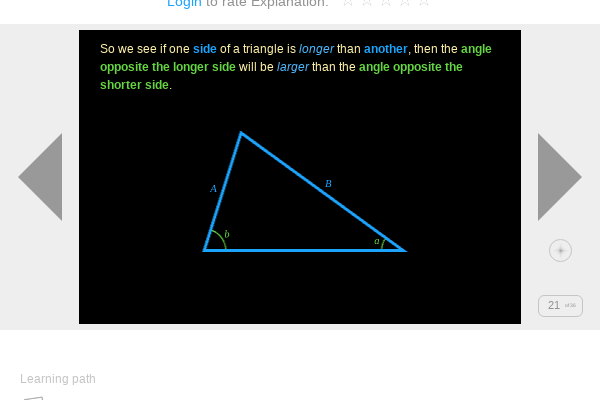 Login to rate Explanation:
So we see if one side of a triangle is longer than another, then the angle
opposite the longer side will be larger than the angle opposite the
shorter side.
A
B
b
a
21 of 26
Learning path